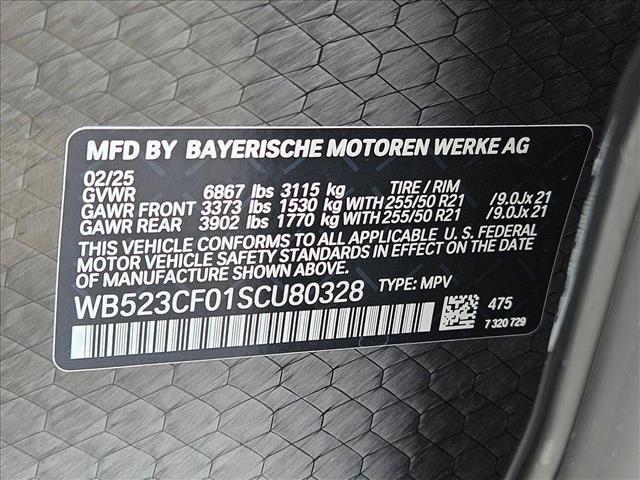 MFD BY BAYERISCHE MOTOREN WERKE AG
02/25
GVWR 6867 lbs 3115 kg TIRE / RIM
GAWR FRONT 3373 lbs 1530 kg WITH 255/50 R21 /9.0Jx 21
GAWR REAR 3902 lbs 1770 kg WITH 255/50 R21 /9.0Jx 21
THIS VEHICLE CONFORMS TO ALL APPLICABLE U. S. FEDERAL
MOTOR VEHICLE SAFETY STANDARDS IN EFFECT ON THE DATE
OF MANUFACTURE SHOWN ABOVE.
WB523CF01SCU80328 TYPE: MPV
475
7 320 729